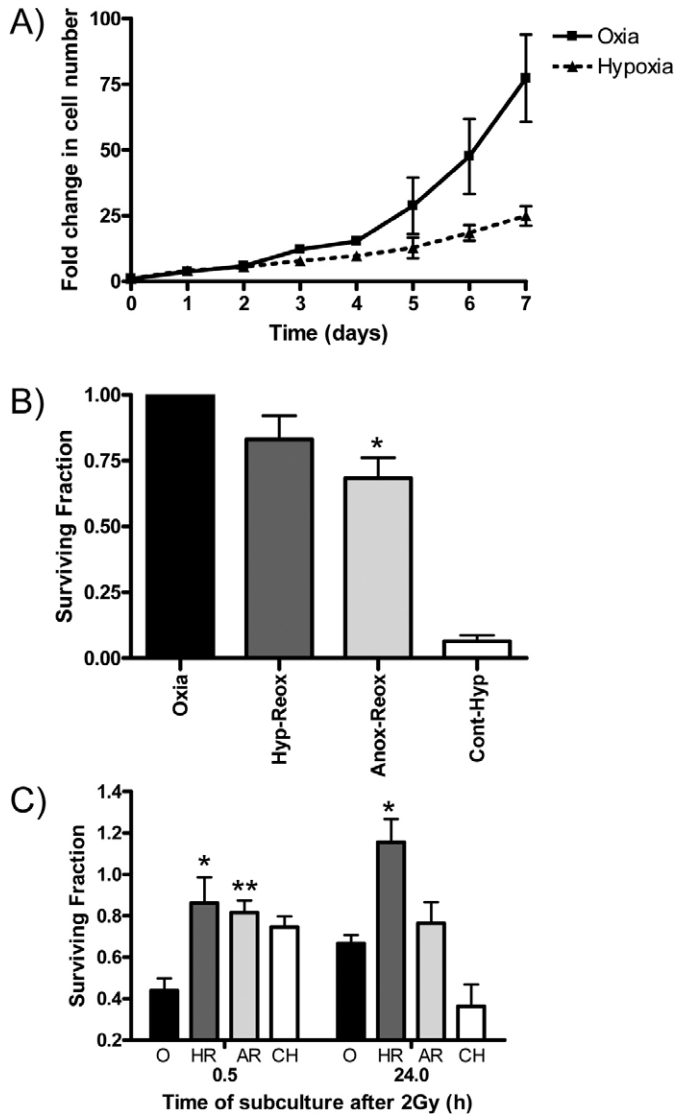 A)
Fold change in cell number
100
75
50
25
0
0 1 2 3 4 5 6 7
Time (days)
Oxia
Hypoxia
B)
Surviving Fraction
1.00
0.75
0.50
0.25
0.00
*
Oxia
Hyp-Reox
Anox-Reox
Cont-Hyp
C)
Surviving Fraction
1.4
1.2
1.0
0.8
0.6
0.4
0.2
* ** *
O HR AR CH O HR AR CH
0.5 24.0
Time of subculture after 2Gy (h)